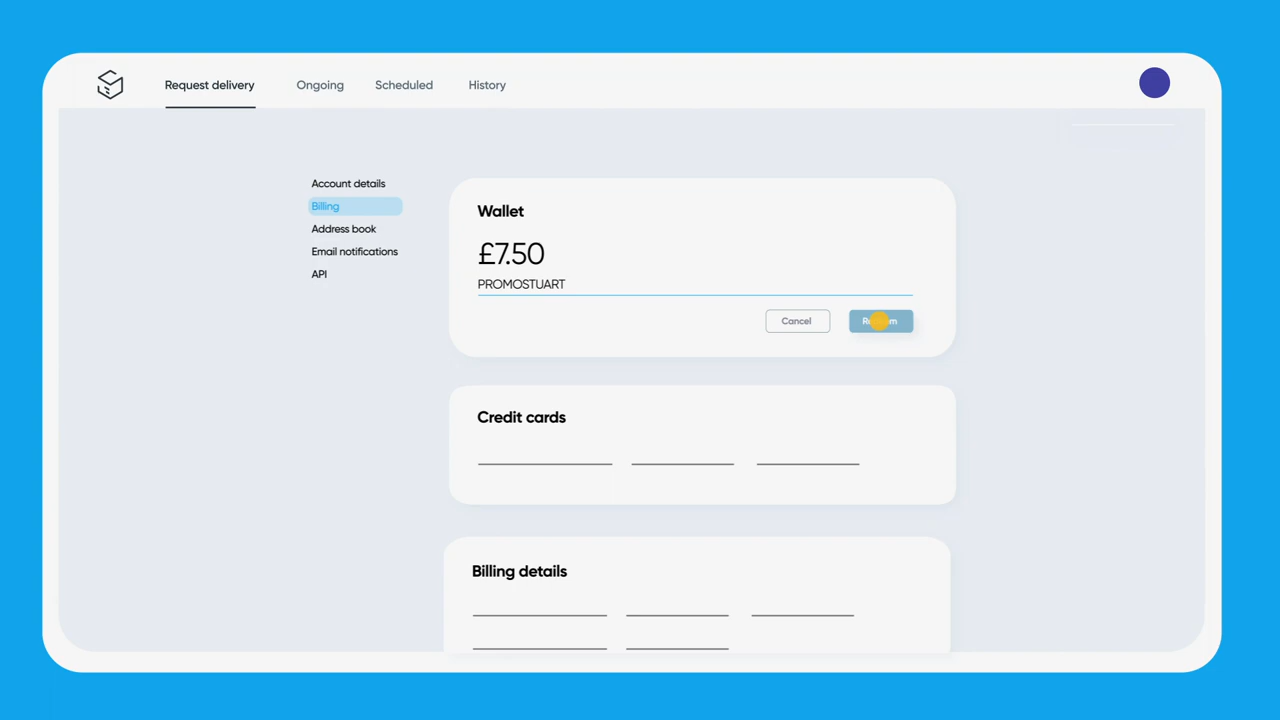 Request delivery
Ongoing
Scheduled
History
Account details
Billing
Address book
Email notifications
API
Wallet
£7.50
PROMOSTUART
Cancel
Credit cards
Billing details